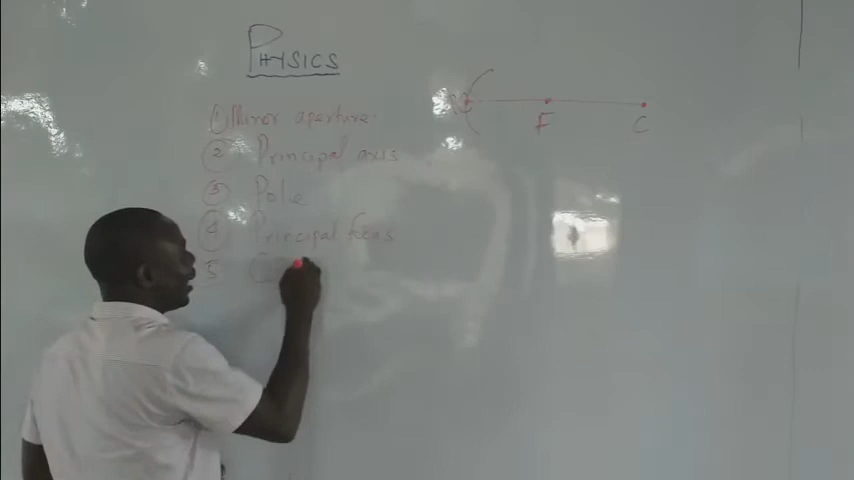 PHYSICS
① Mirror aperture.
② Principal axis
③ Pole
④ Principal focus
5
F
C